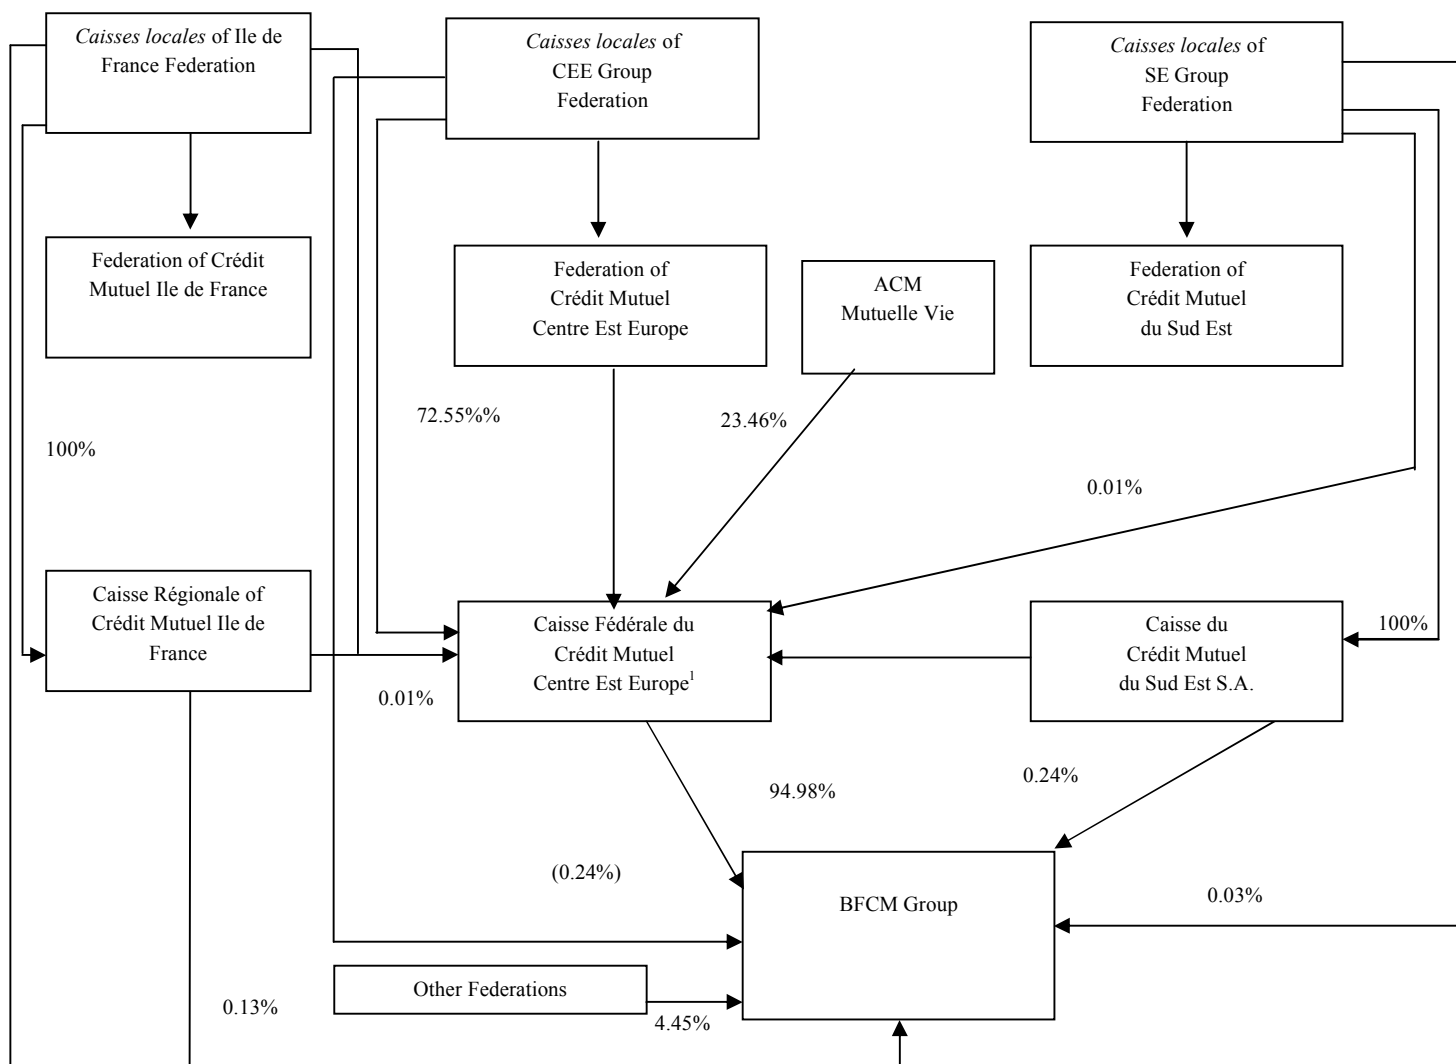 Caisses locales of Ile de
France Federation
Caisses locales of
CEE Group
Federation
Caisses locales of
SE Group
Federation
Federation of Crédit
Mutuel Ile de France
Federation of
Crédit Mutuel
Centre Est Europe
ACM
Mutuelle Vie
Federation of
Crédit Mutuel
du Sud Est
72.55%%
23.46%
100%
0.01%
Caisse Régionale of
Crédit Mutuel Ile de
France
Caisse Fédérale du
Crédit Mutuel
Centre Est Europe1
Caisse du
Crédit Mutuel
du Sud Est S.A.
100%
0.01%
94.98%
0.24%
(0.24%)
BFCM Group
0.03%
Other Federations
0.13%
4.45%